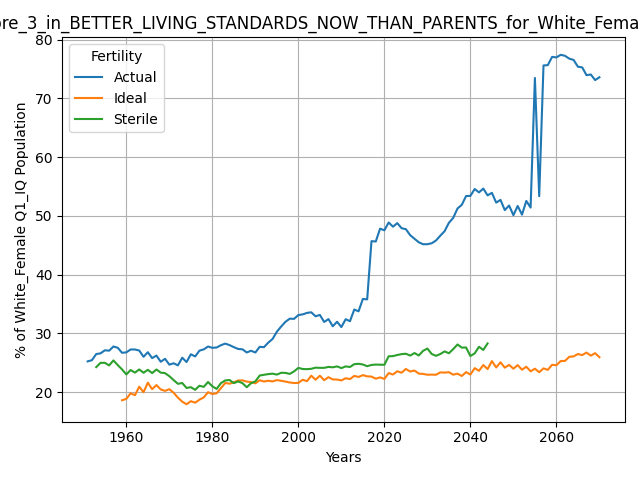 ore_3_in_BETTER_LIVING_STANDARDS_NOW_THAN_PARENTS_for_White_Fema
Fertility
Actual
Ideal
Sterile
% of White_Female Q1_IQ Population
80
70
60
50
40
30
20
1960
1980
2000
2020
2040
2060
Years